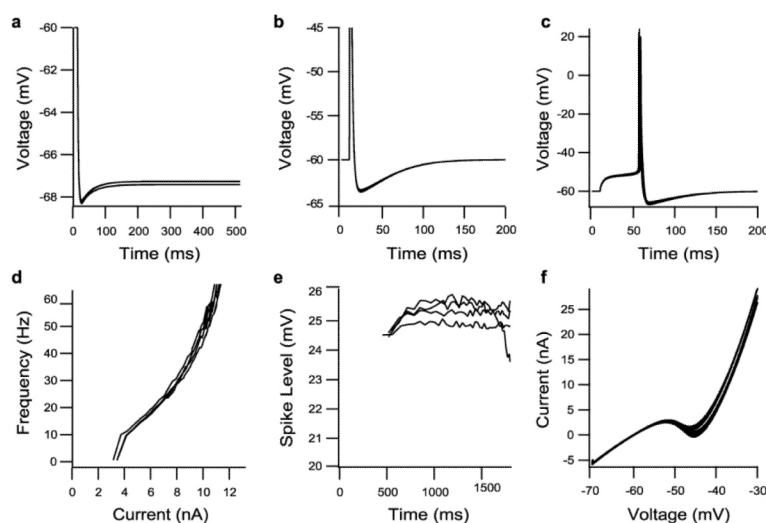 a
-60
-62
-64
-66
-68
Voltage (mV)
0 100 200 300 400 500
Time (ms)
b
-45
-50
-55
-60
-65
Voltage (mV)
0 50 100 150 200
Time (ms)
c
20
0
-20
-40
-60
Voltage (mV)
0 50 100 150 200
Time (ms)
d
60
50
40
30
20
10
0
Frequency (Hz)
0 2 4 6 8 10 12
Current (nA)
e
26
25
24
23
22
21
20
Spike Level (mV)
0 500 1000 1500
Time (ms)
f
25
20
15
10
5
0
-5
Current (nA)
-70 -60 -50 -40 -30
Voltage (mV)